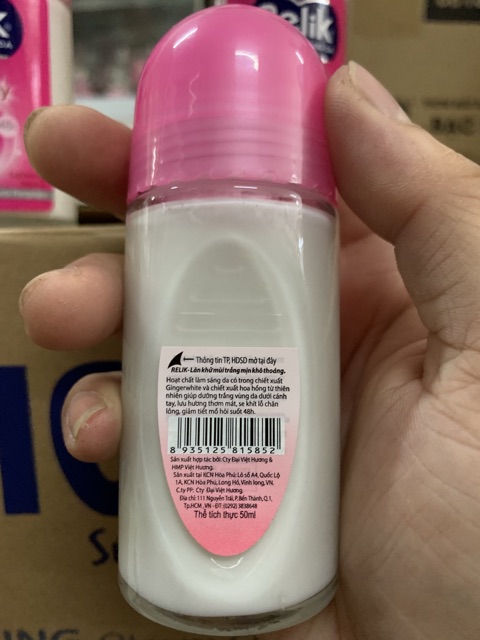 Relik
Thông tin TP, HDSD mở tại đây
RELIK- Lăn khử mùi trắng mịn khô thoáng.
Hoạt chất làm sáng da có trong chiết xuất
Gingerwhite và chiết xuất hoa hồng từ thiên
nhiên giúp dưỡng trắng vùng da dưới cánh
tay, lưu hương thơm mát, se khít lỗ chân
lông, giảm tiết mồ hôi suốt 48h.
8 935125 815852
Sản xuất hợp tác bởi: Cty Đại Việt Hương &
HMP Việt Hương.
Sản xuất tại KCN Hòa Phú: Lô số A4, Quốc Lộ
1A, KCN Hòa Phú, Long Hồ, Vĩnh long, VN.
C.ty PP: Cty Đại Việt Hương.
Địa chỉ: 111 Nguyễn Trãi, P. Bến Thành, Q.1,
Tp.HCM , VN - ĐT: (0292) 3838648
Thể tích thực 50ml